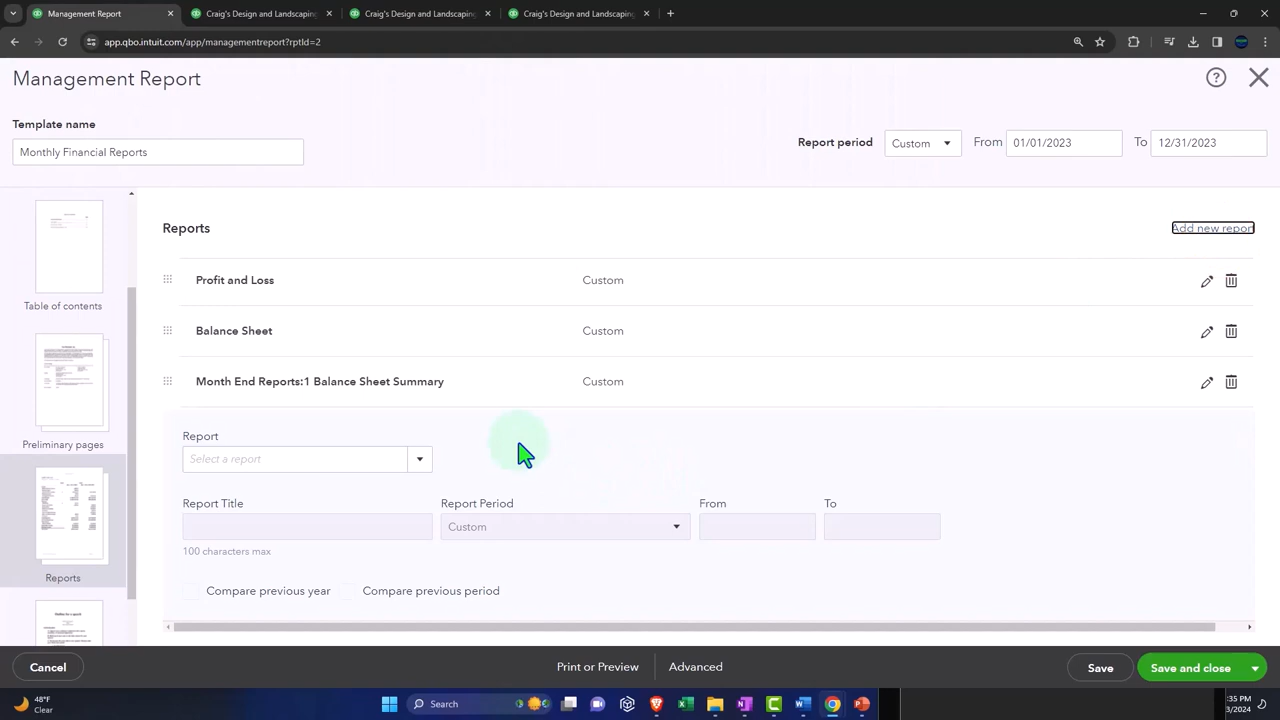 Management Report
Craig's Design and Landscaping
Craig's Design and Landscaping
Craig's Design and Landscaping
app.qbo.intuit.com/app/managementreport?rptId=2
Management Report
Template name
Monthly Financial Reports
Report period
Custom
From
01/01/2023
To
12/31/2023
Reports
Add new report
Profit and Loss
Custom
Balance Sheet
Custom
Month End Reports:1 Balance Sheet Summary
Custom
Table of contents
Preliminary pages
Reports
Report
Select a report
Report Title
Report Period
From
To
Custom
100 characters max
Compare previous year
Compare previous period
Cancel
Print or Preview
Advanced
Save
Save and close
48°F
Clear
Search
:35 PM
/3/2024